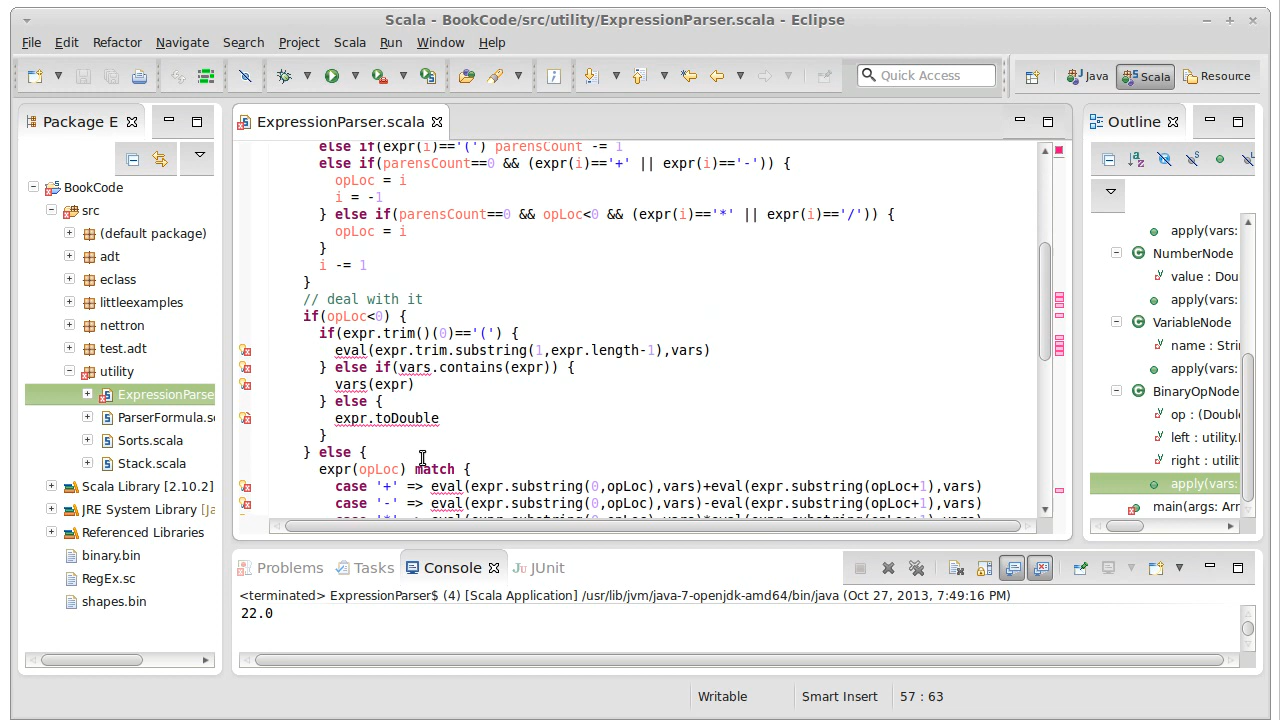 Scala - BookCode/src/utility/ExpressionParser.scala - Eclipse
File Edit Refactor Navigate Search Project Scala Run Window Help
Quick Access
Java
Scala
Resource
Package E
BookCode
src
(default package)
adt
eclass
littleexamples
nettron
test.adt
utility
ExpressionParse
ParserFormula.sc
Sorts.scala
Stack.scala
Scala Library [2.10.2]
JRE System Library [Ja
Referenced Libraries
binary.bin
RegEx.sc
shapes.bin
ExpressionParser.scala
else if(expr(i)=='(') parensCount -= 1
else if(parensCount==0 && (expr(i)=='+' || expr(i)=='-')) {
opLoc = i
i = -1
} else if(parensCount==0 && opLoc<0 && (expr(i)=='*' || expr(i)=='/')) {
opLoc = i
}
i -= 1
}
// deal with it
if(opLoc<0) {
if(expr.trim()(0)=='(') {
eval(expr.trim.substring(1,expr.length-1),vars)
} else if(vars.contains(expr)) {
vars(expr)
} else {
expr.toDouble
}
} else {
expr(opLoc) match {
case '+' => eval(expr.substring(0,opLoc),vars)+eval(expr.substring(opLoc+1),vars)
case '-' => eval(expr.substring(0,opLoc),vars)-eval(expr.substring(opLoc+1),vars)
Outline
apply(vars:
NumberNode
value : Dou
apply(vars:
VariableNode
name : Stri
apply(vars:
BinaryOpNode
op : (Double
left : utility.
right : utilit
apply(vars:
main(args: Arr
Problems
Tasks
Console
JUnit
<terminated> ExpressionParser$ (4) [Scala Application] /usr/lib/jvm/java-7-openjdk-amd64/bin/java (Oct 27, 2013, 7:49:16 PM)
22.0
Writable
Smart Insert
57 : 63